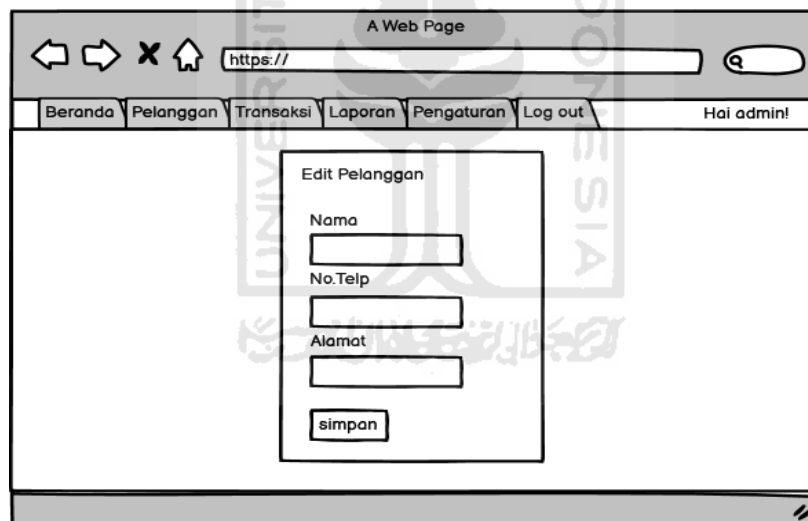 A Web Page
https://
Beranda Pelanggan Transaksi Laporan Pengaturan Log out Hai admin!
Edit Pelanggan
Nama
No.Telp
Alamat
simpan